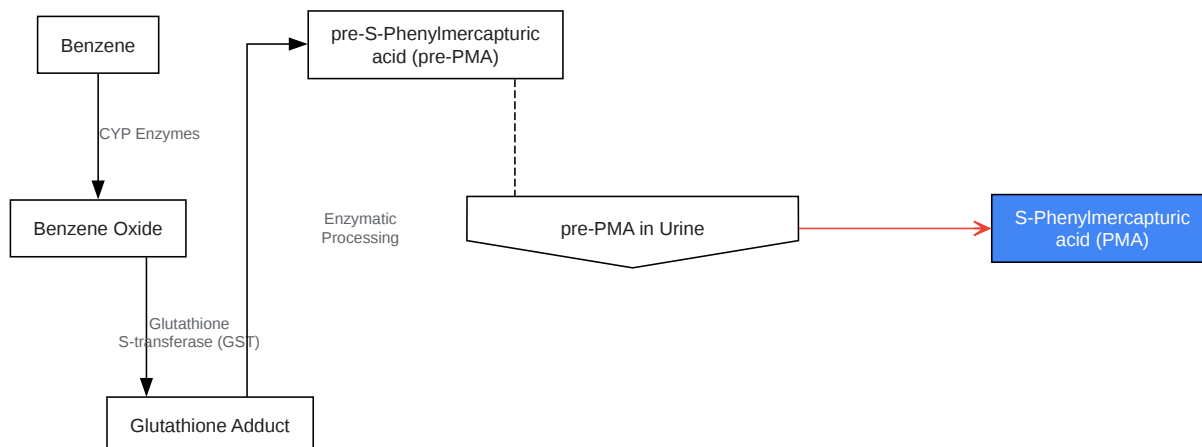 Benzene
pre-S-Phenylmercapturic
acid (pre-PMA)
CYP Enzymes
Benzene Oxide
Enzymatic
Processing
pre-PMA in Urine
S-Phenylmercapturic
acid (PMA)
Glutathione
S-transferase (GST)
Glutathione Adduct